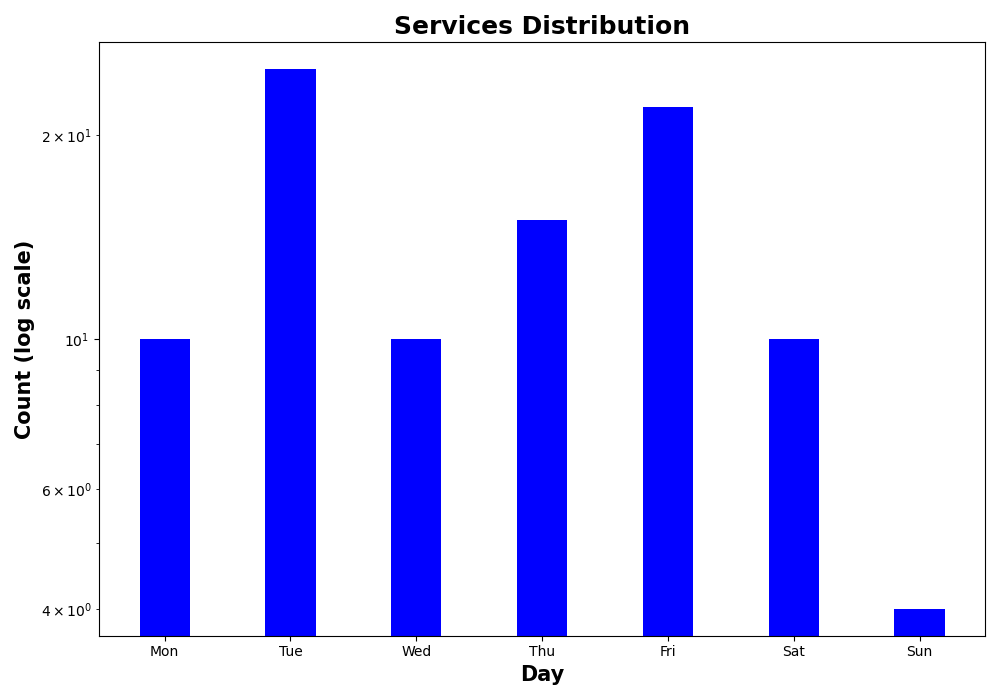 Services Distribution
Count (log scale)
2 × 10¹
10¹
6 × 10⁰
4 × 10⁰
Mon Tue Wed Thu Fri Sat Sun
Day